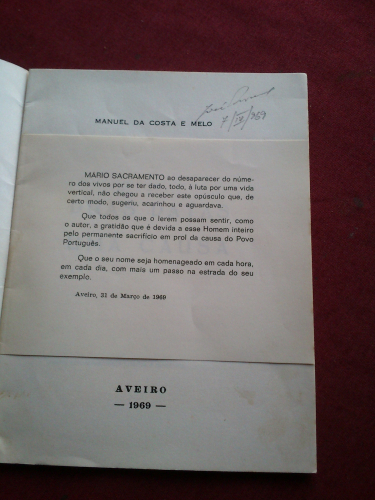 MANUEL DA COSTA E MELO
MÁRIO SACRAMENTO ao desaparecer do núme-
ro dos vivos por se ter dado, todo, à luta por uma vida
vertical, não chegou a receber este opúsculo que, de
certo modo, sugeriu, acarinhou e aguardava.
Que todos os que o lerem possam sentir, como
o autor, a gratidão que é devida a esse Homem inteiro
pelo permanente sacrifício em prol da causa do Povo
Português.
Que o seu nome seja homenageado em cada hora,
em cada dia, com mais um passo na estrada do seu
exemplo.
Aveiro, 31 de Março de 1969
AVEIRO
— 1969 —